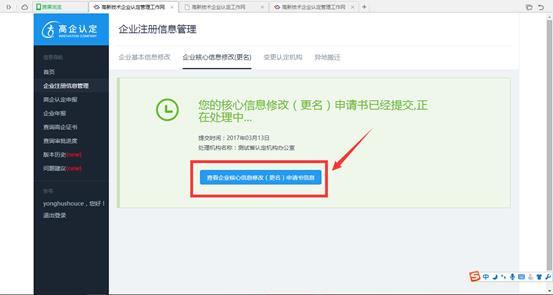 搜索浏览
高新技术企业认定管理工作网
高新技术企业认定工作网
高新技术企业认定管理工作网
高企认定
INNOVATION COMPANY
企业注册信息管理
企业基本信息修改
企业核心信息修改(更名)
变更认定机构
异地搬迁
首页
企业注册信息管理
高企认定申报
企业年报
查询高企证书
查询审批进度
版本历史(new)
问题建议(new)
yonghushouce，您好！
退出登录
您的核心信息修改（更名）申请书已经提交,正
在处理中...
提交时间：2017年03月13日
处理机构名称：测试省认定机构办公室
查看企业核心信息修改（更名）申请书信息
中